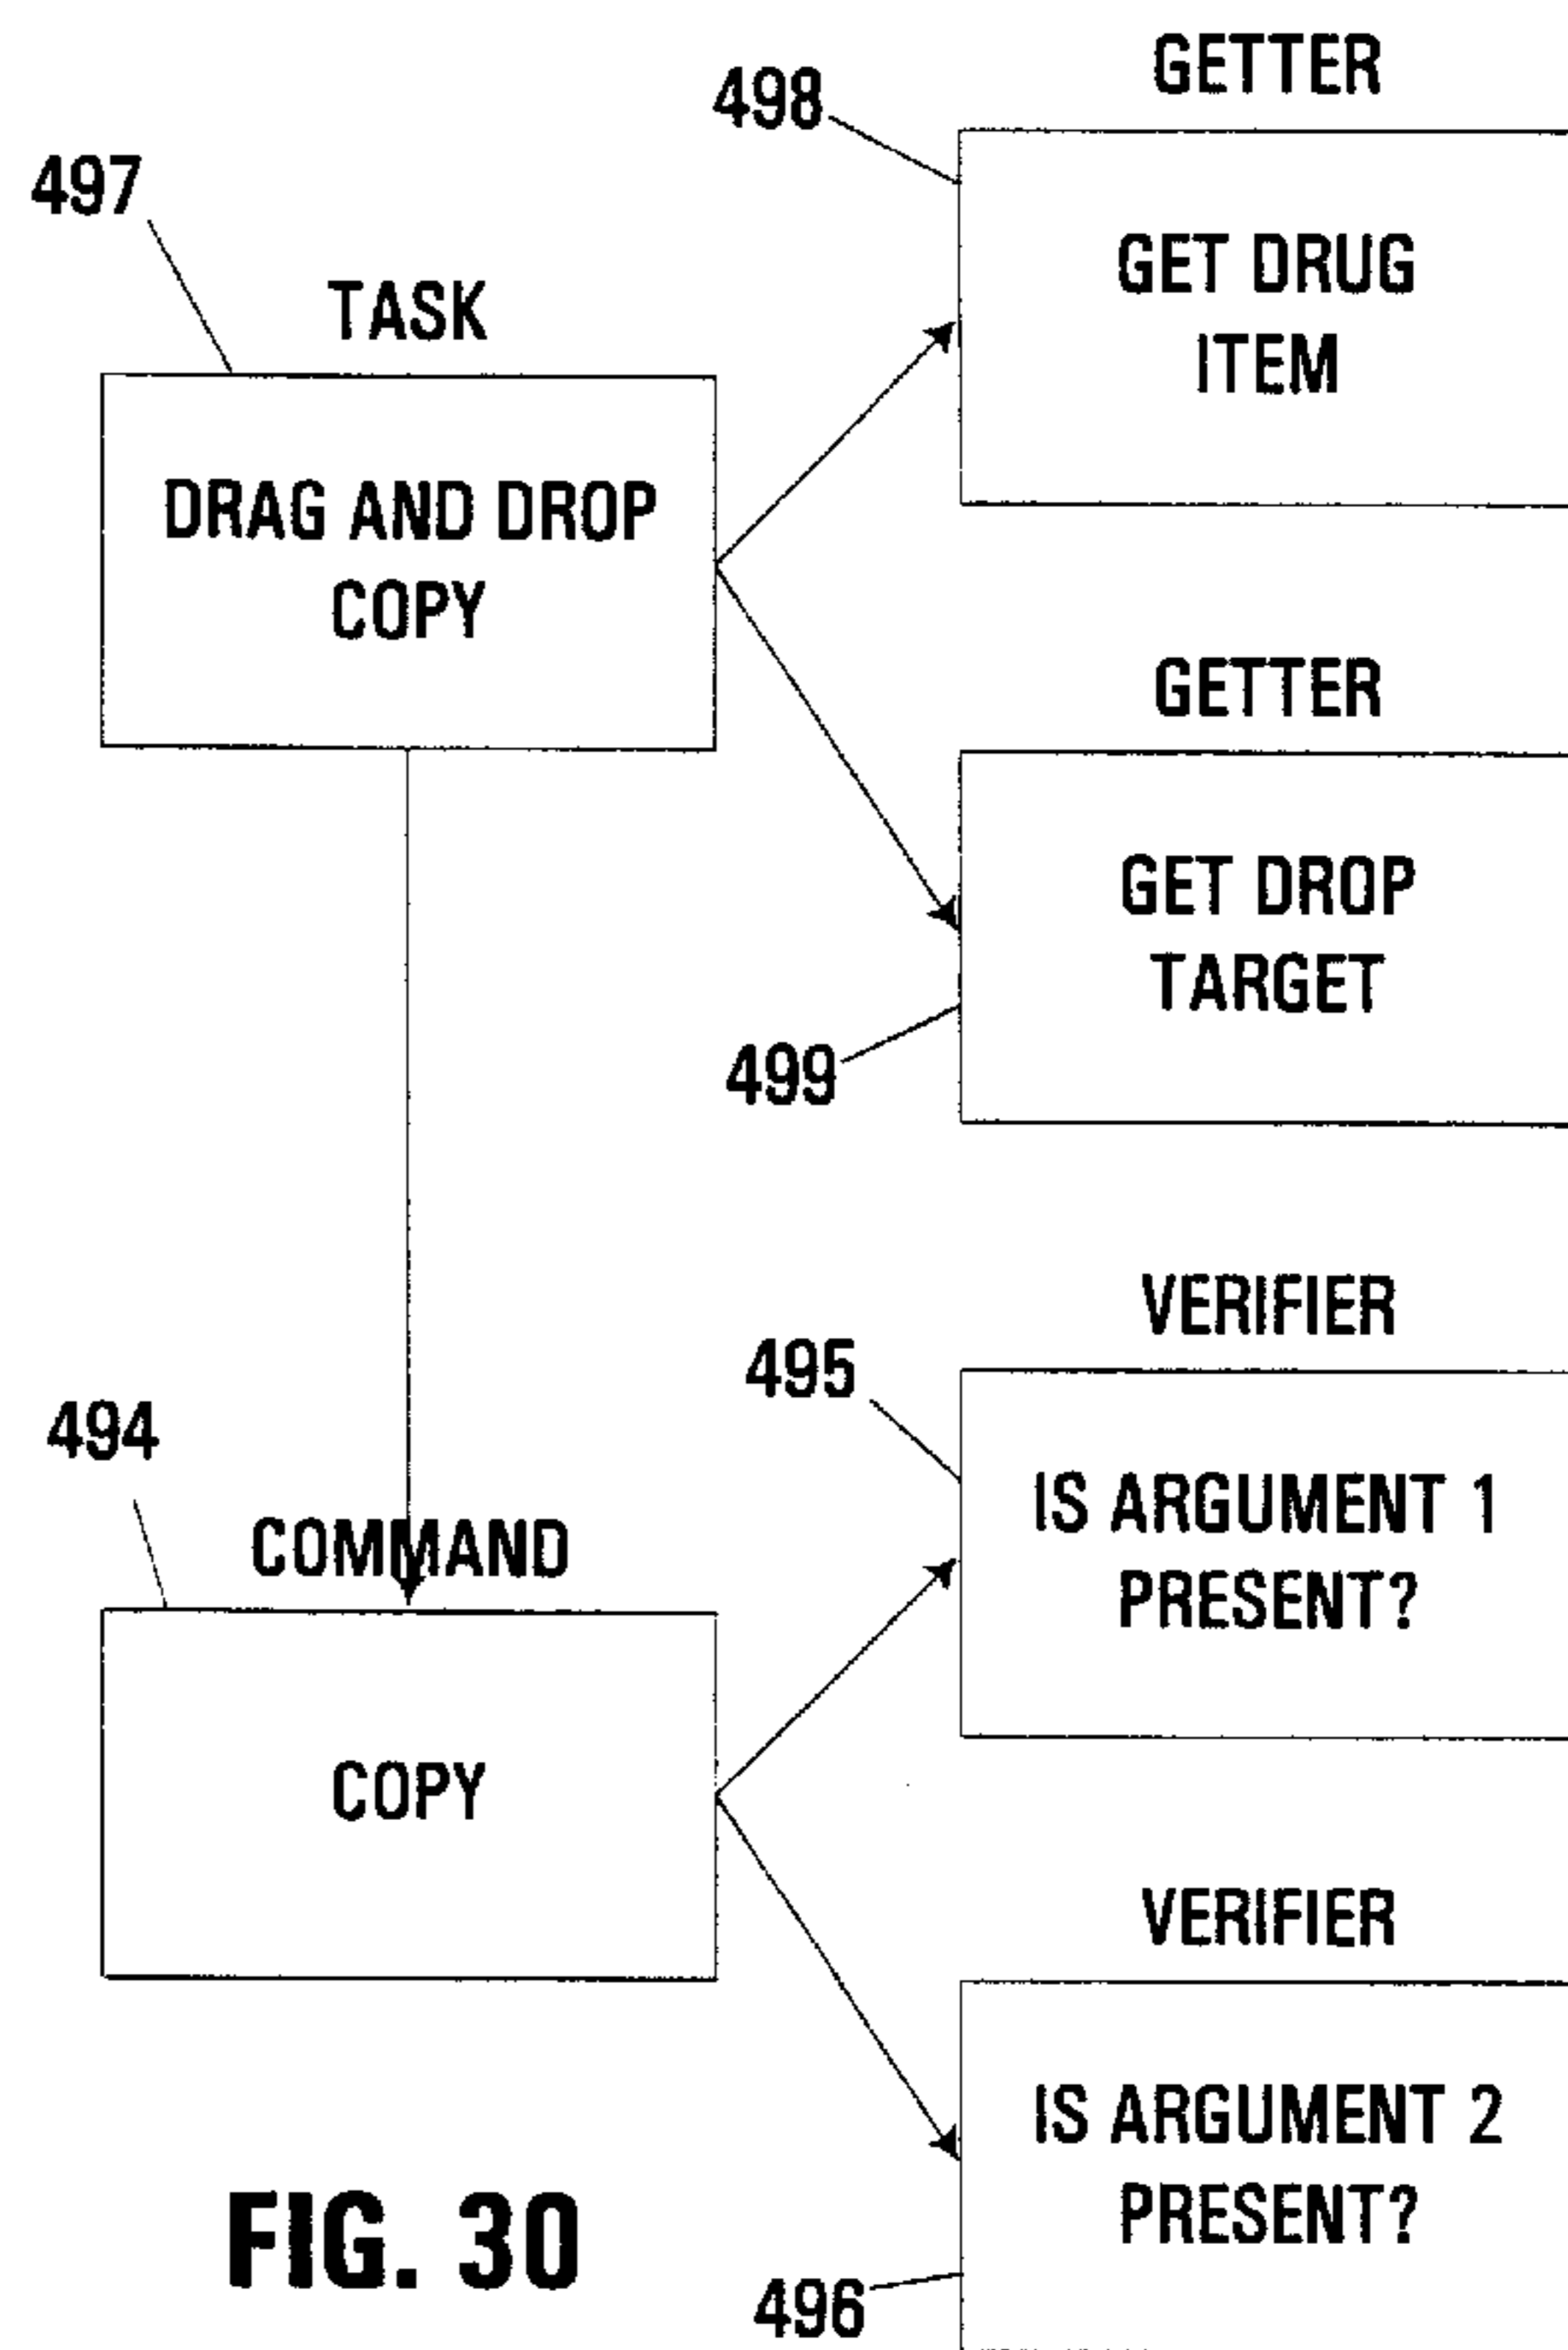 GETTER
498
GET DRUG
ITEM
497
TASK
DRAG AND DROP
COPY
GETTER
GET DROP
TARGET
499
VERIFIER
495
IS ARGUMENT 1
PRESENT?
494
COMMAND
COPY
VERIFIER
IS ARGUMENT 2
PRESENT?
496
FIG. 30